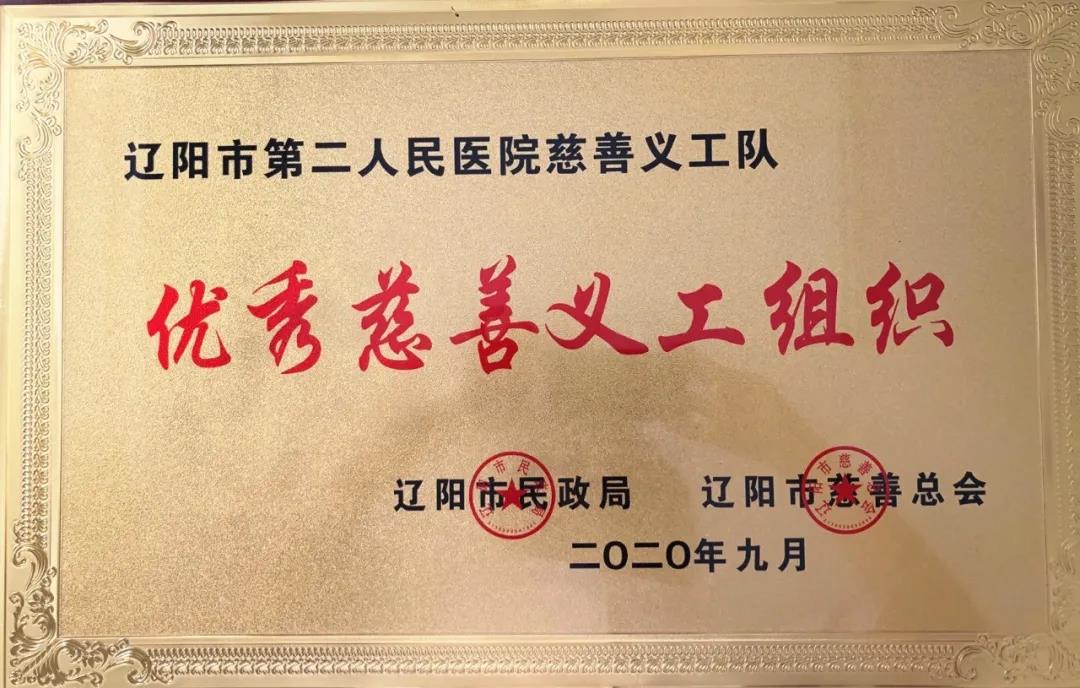 辽阳市第二人民医院慈善义工队
优秀慈善义工组织
辽阳市民政局 辽阳市慈善总会
二〇二〇年九月